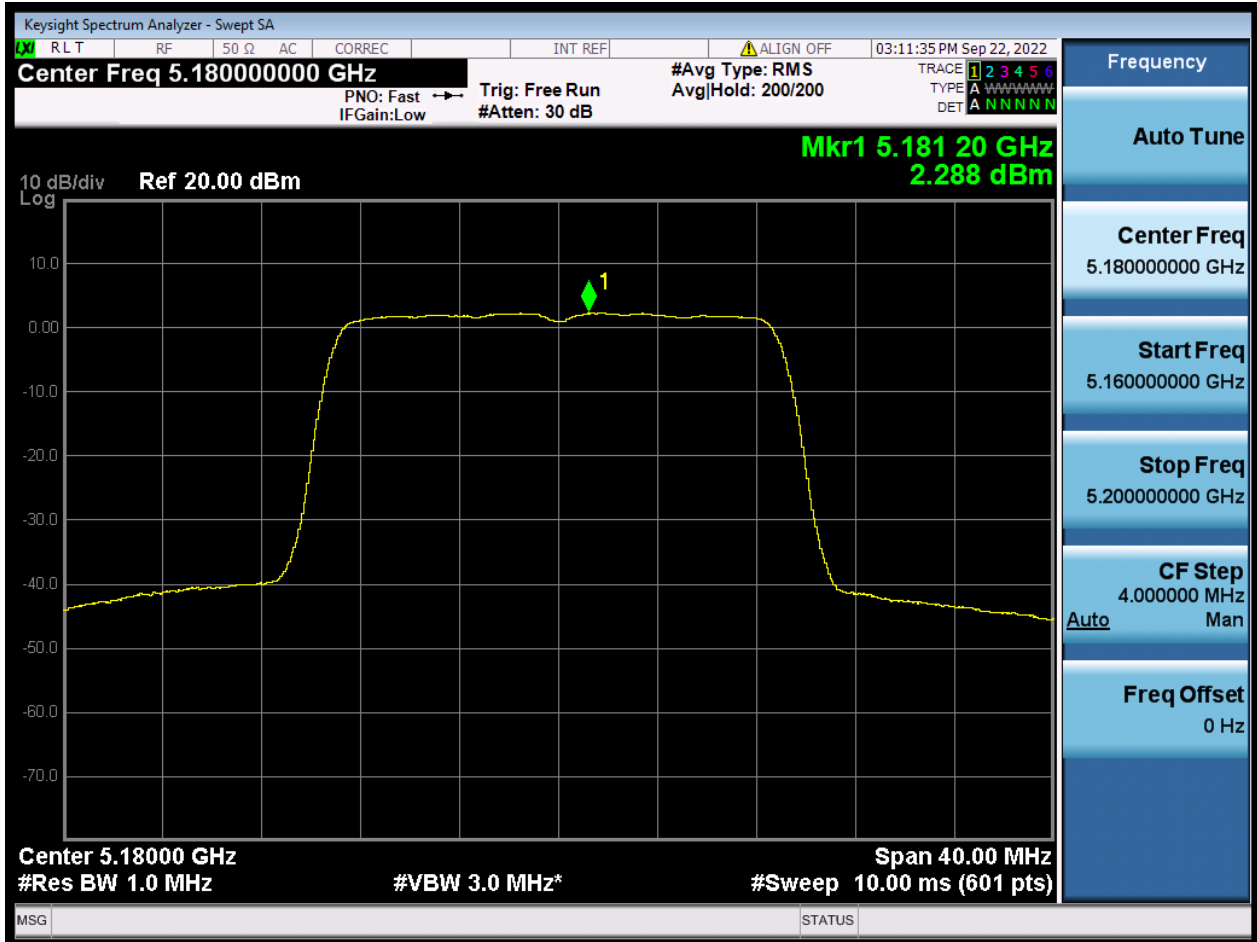 Keysight Spectrum Analyzer - Swept SA
LXI RLT RF 50 Ω AC CORREC INT REF ALIGN OFF 03:11:35 PM Sep 22, 2022
Center Freq 5.180000000 GHz
PNO: Fast
IFGain:Low
Trig: Free Run
#Atten: 30 dB
#Avg Type: RMS
Avg|Hold: 200/200
TRACE 1 2 3 4 5 6
TYPE A WWWWW
DET A N N N N N
Mkr1 5.181 20 GHz
2.288 dBm
10 dB/div Ref 20.00 dBm
Log
1
10.0
0.00
-10.0
-20.0
-30.0
-40.0
-50.0
-60.0
-70.0
Center 5.18000 GHz Span 40.00 MHz
#Res BW 1.0 MHz #VBW 3.0 MHz* #Sweep 10.00 ms (601 pts)
MSG STATUS
Frequency
Auto Tune
Center Freq
5.180000000 GHz
Start Freq
5.160000000 GHz
Stop Freq
5.200000000 GHz
CF Step
4.000000 MHz
Auto Man
Freq Offset
0 Hz